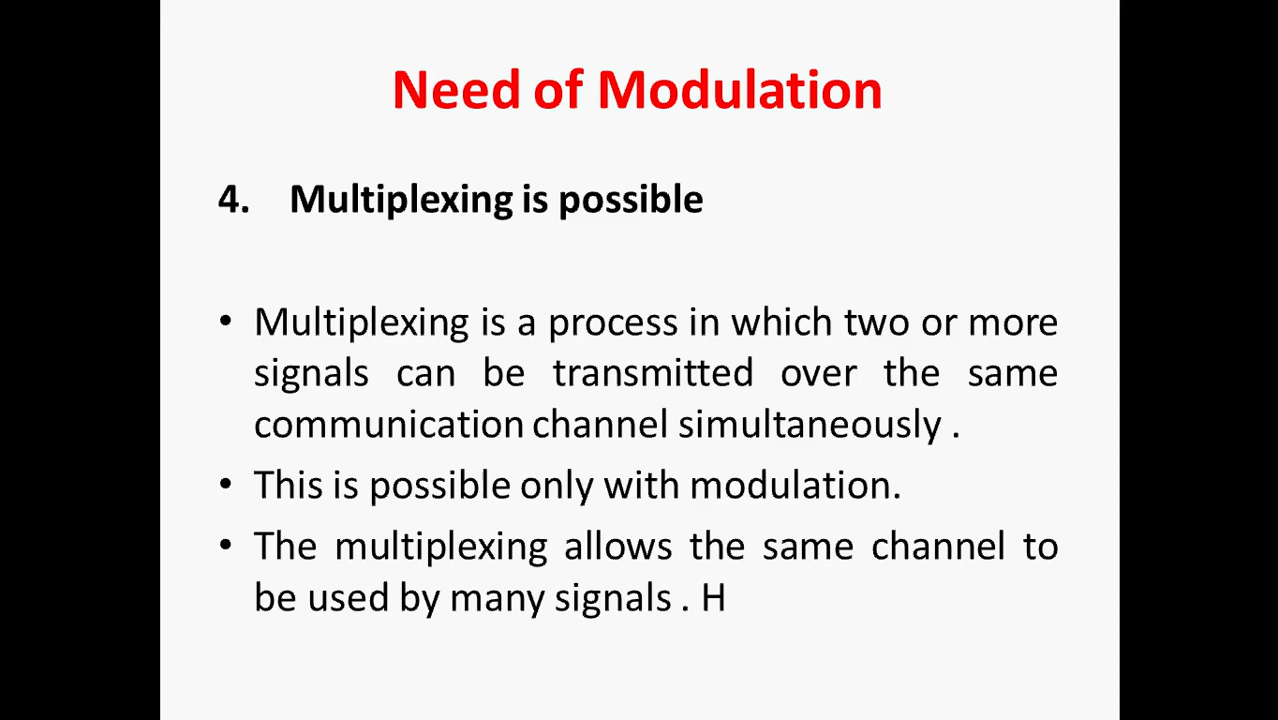 Need of Modulation
4. Multiplexing is possible
• Multiplexing is a process in which two or more
signals can be transmitted over the same
communication channel simultaneously .
• This is possible only with modulation.
• The multiplexing allows the same channel to
be used by many signals . H